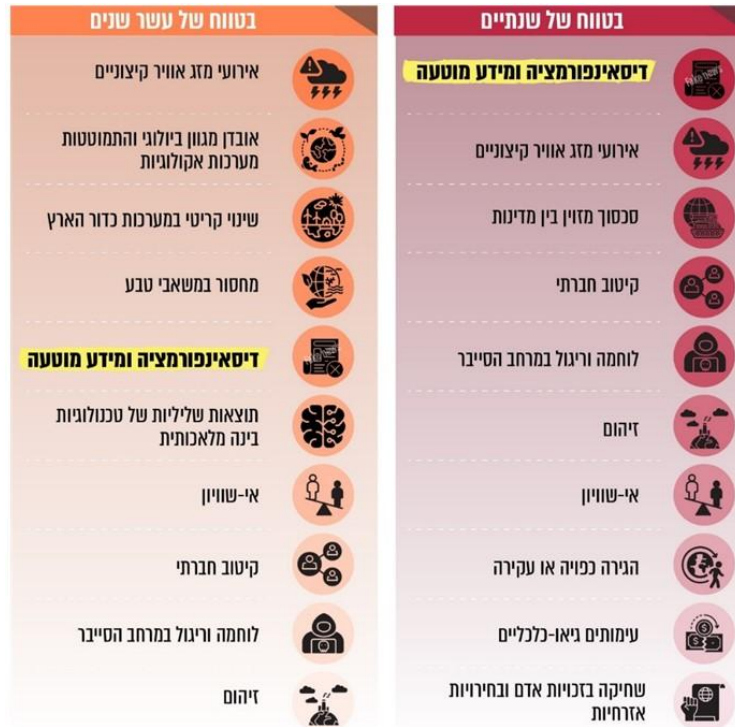 בטווח של שנתיים
Fake news
דיסאינפורמציה ומידע מוטעה
אירועי מזג אוויר קיצוניים
סכסוך מזוין בין מדינות
קיטוב חברתי
לוחמה וריגול במרחב הסייבר
זיהום
אי-שוויון
הגירה כפויה או עקירה
עימותים גיאו-כלכליים
שחיקה בזכויות אדם ובחירויות
אזרחיות
בטווח של עשר שנים
אירועי מזג אוויר קיצוניים
אובדן מגוון ביולוגי והתמוטטות
מערכות אקולוגיות
שינוי קריטי במערכות כדור הארץ
מחסור במשאבי טבע
דיסאינפורמציה ומידע מוטעה
תוצאות שליליות של טכנולוגיות
בינה מלאכותית
אי-שוויון
קיטוב חברתי
לוחמה וריגול במרחב הסייבר
זיהום